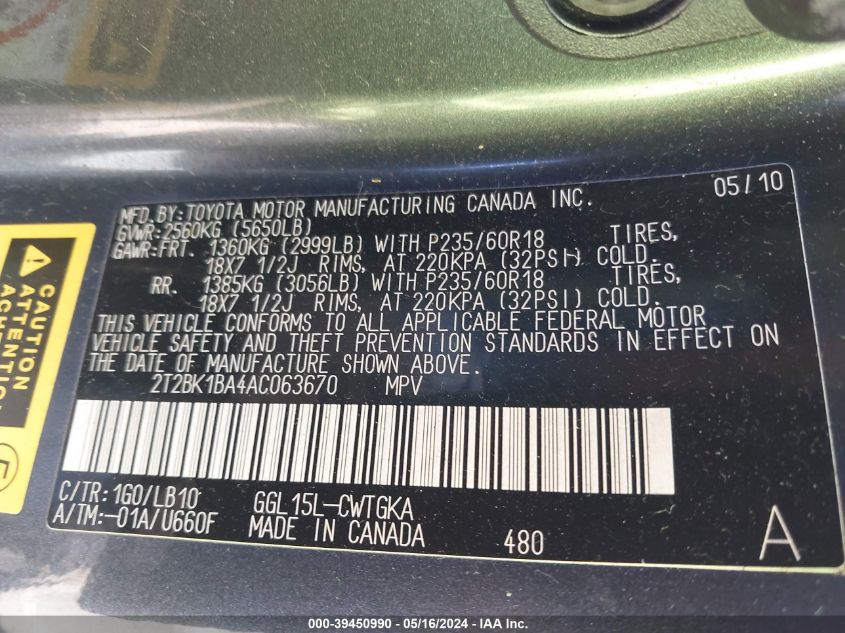 MFD.BY:TOYOTA MOTOR MANUFACTURING CANADA INC. 05/10
GVWR:2560KG (5650LB)
GAWR:FRT. 1360KG (2999LB) WITH P235/60R18 TIRES,
18X7 1/2J RIMS, AT 220KPA (32PSI) COLD.
RR. 1385KG (3056LB) WITH P235/60R18 TIRES,
18X7 1/2J RIMS, AT 220KPA (32PSI) COLD.
THIS VEHICLE CONFORMS TO ALL APPLICABLE FEDERAL MOTOR
VEHICLE SAFETY AND THEFT PREVENTION STANDARDS IN EFFECT ON
THE DATE OF MANUFACTURE SHOWN ABOVE.
2T2BK1BA4AC063670 MPV
C/TR:1G0/LB10 GGL15L-CWTGKA
A/TM:-01A/U660F MADE IN CANADA 480 A
CAUTION
ATTENTION
000-39450990 - 05/16/2024 - IAA Inc.